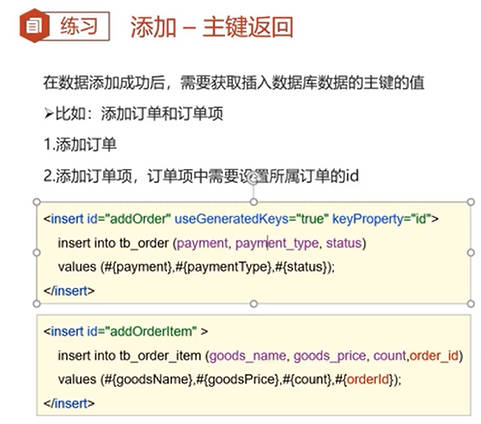 练习 添加 – 主键返回
在数据添加成功后，需要获取插入数据库数据的主键的值
➢比如：添加订单和订单项
1.添加订单
2.添加订单项，订单项中需要设置所属订单的id
<insert id="addOrder" useGeneratedKeys="true" keyProperty="id">
insert into tb_order (payment, payment_type, status)
values (#{payment},#{paymentType},#{status});
</insert>
<insert id="addOrderItem" >
insert into tb_order_item (goods_name, goods_price, count,order_id)
values (#{goodsName},#{goodsPrice},#{count},#{orderId});
</insert>